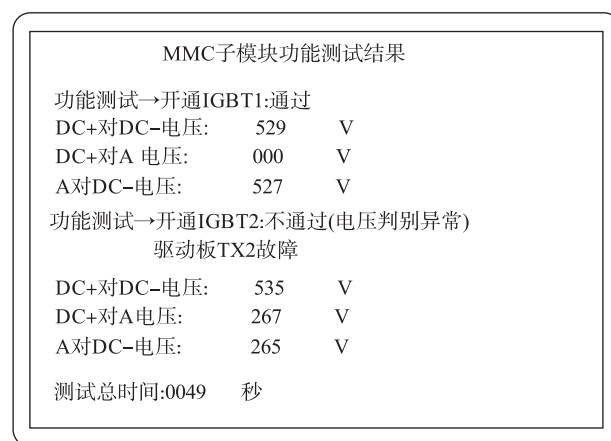 MMC子模块功能测试结果
功能测试→开通IGBT1:通过
DC+对DC−电压: 529 V
DC+对A 电压: 000 V
A对DC−电压: 527 V
功能测试→开通IGBT2:不通过(电压判别异常)
驱动板TX2故障
DC+对DC−电压: 535 V
DC+对A电压: 267 V
A对DC−电压: 265 V
测试总时间:0049 秒